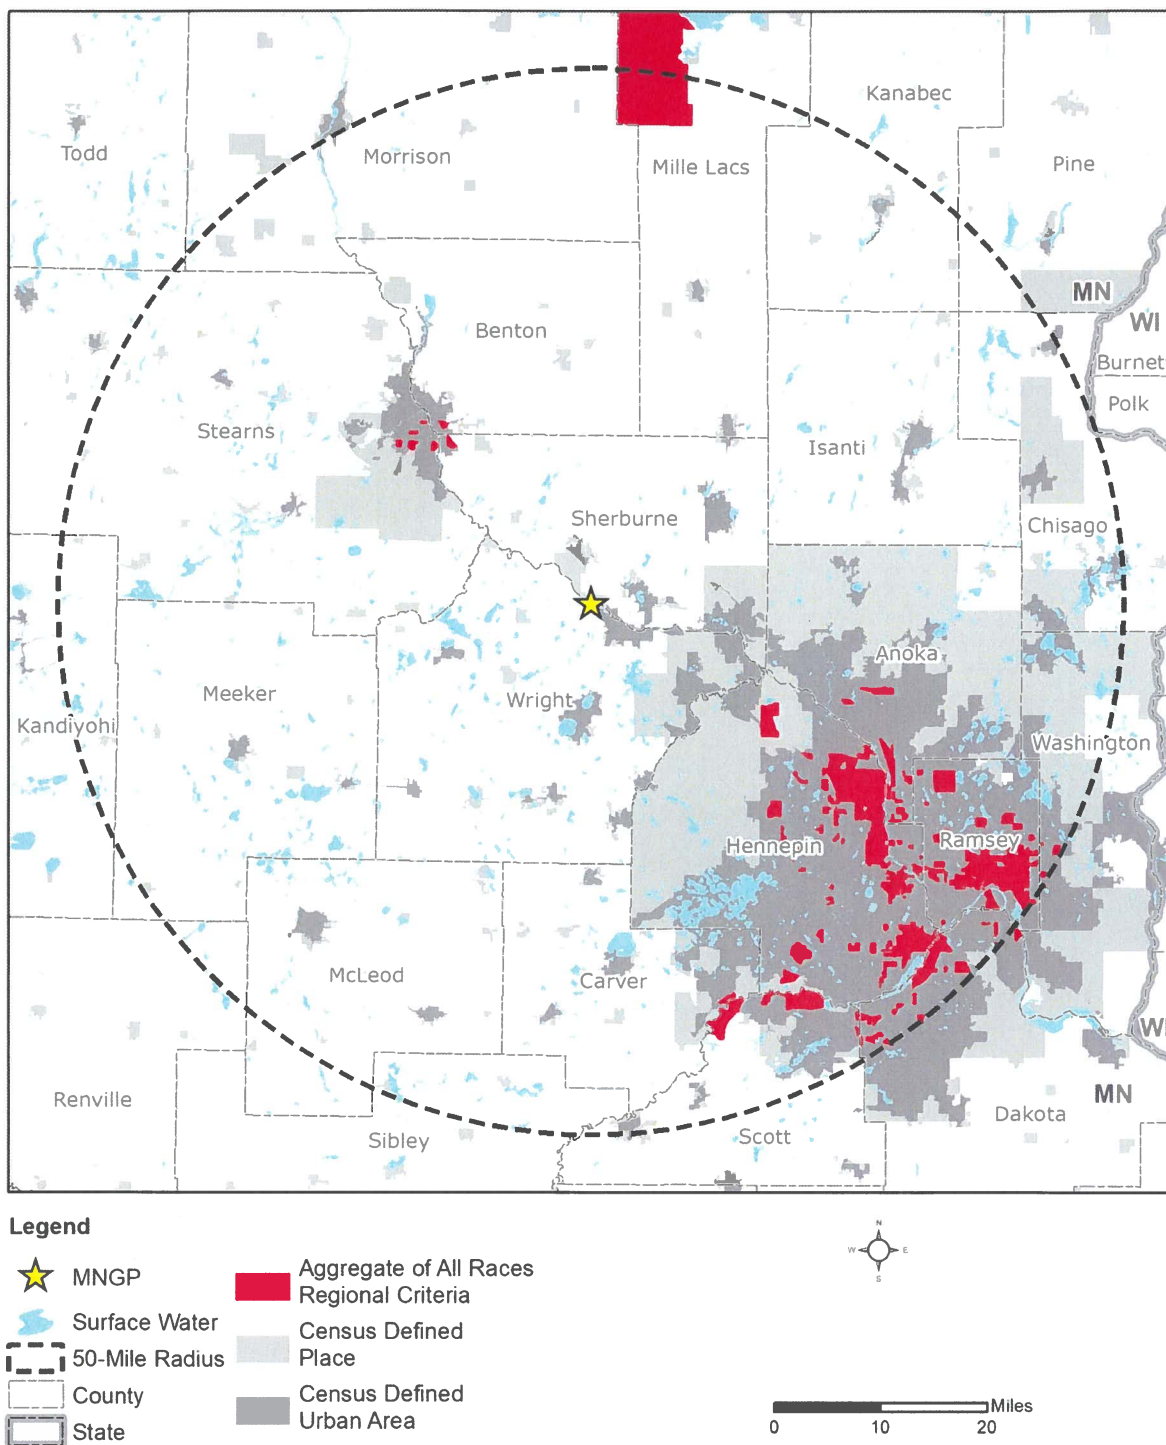 Kanabec
Todd
Morrison
Mille Lacs
Pine
MN
WI
Benton
Burnet
Polk
Stearns
Isanti
Sherburne
Chisago
Anoka
Meeker
Wright
Kandiyohi
Washington
Hennepin
Ramsey
McLeod
Carver
WI
Renville
MN
Dakota
Sibley
Scott
Legend
MNGP
Surface Water
50-Mile Radius
County
State
Aggregate of All Races
Regional Criteria
Census Defined
Place
Census Defined
Urban Area
N
W E
S
Miles
0 10 20